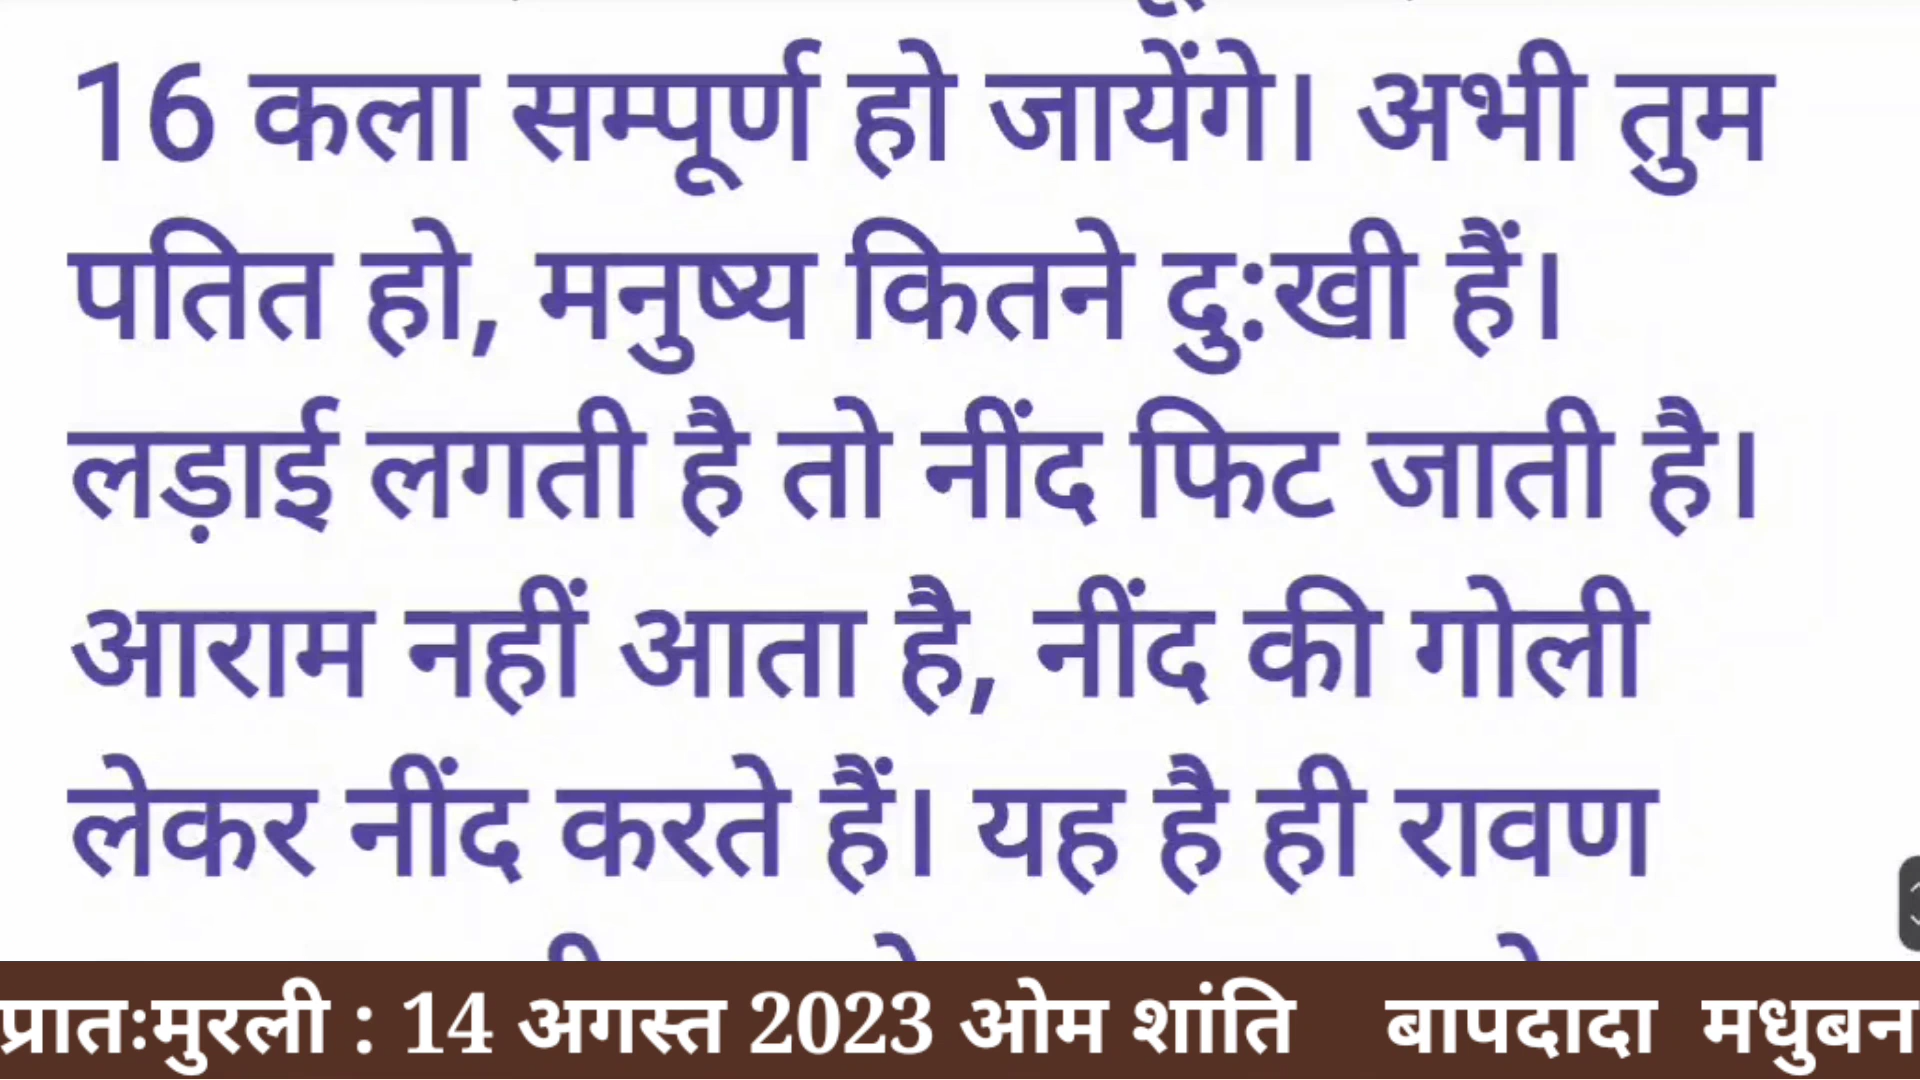 16 कला सम्पूर्ण हो जायेंगे। अभी तुम
पतित हो, मनुष्य कितने दु:खी हैं।
लड़ाई लगती है तो नींद फिट जाती है।
आराम नहीं आता है, नींद की गोली
लेकर नींद करते हैं। यह है ही रावण
प्रातःमुरली : 14 अगस्त 2023 ओम शांति बापदादा मधुबन